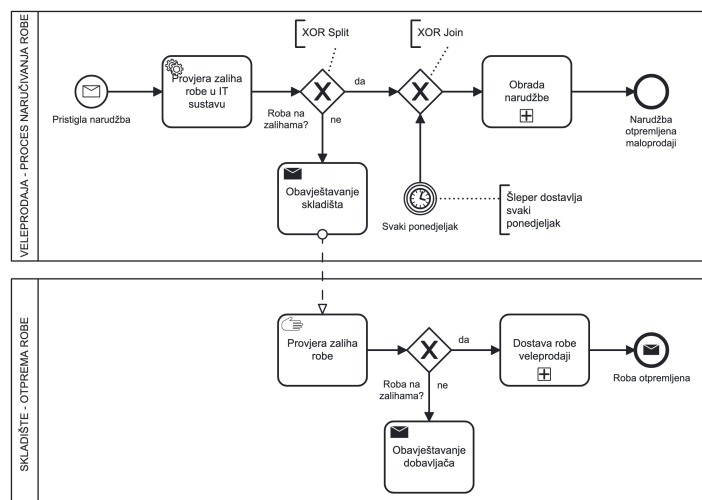 VELEPRODAJA - PROCES NARUČIVANJA ROBE
XOR Split
XOR Join
Provjera zaliha
robe u IT
sustavu
Pristigla narudžba
Roba na
zalihama?
da
ne
Obrada
narudžbe
Narudžba
otpremljena
maloprodaji
Obavještavanje
skladišta
Svaki ponedjeljak
Šleper dostavlja
svaki
ponedjeljak
SKLADIŠTE - OTPREMA ROBE
Provjera zaliha
robe
Roba na
zalihama?
da
ne
Dostava robe
veleprodaji
Roba otpremljena
Obavještavanje
dobavljača